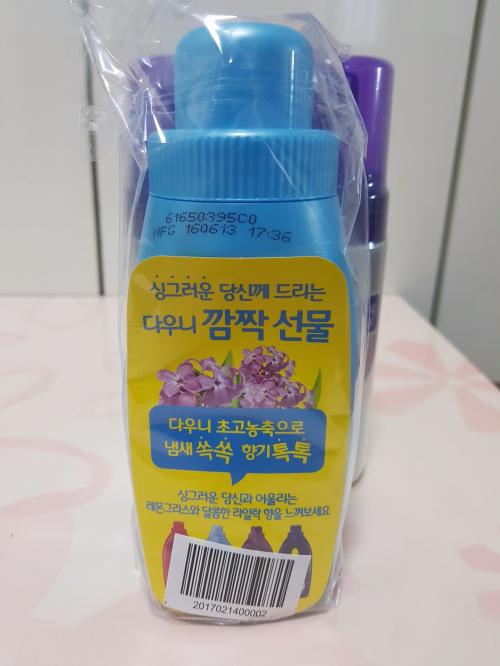 61650395C0
MFG 160613 17:36
싱그러운 당신께 드리는
다우니 깜짝 선물
다우니 초고농축으로
냄새 쏙쏙 향기 톡톡
싱그러운 당신과 어울리는
레몬그라스와 달콤한 라일락 향을 느껴보세요
2017021400002